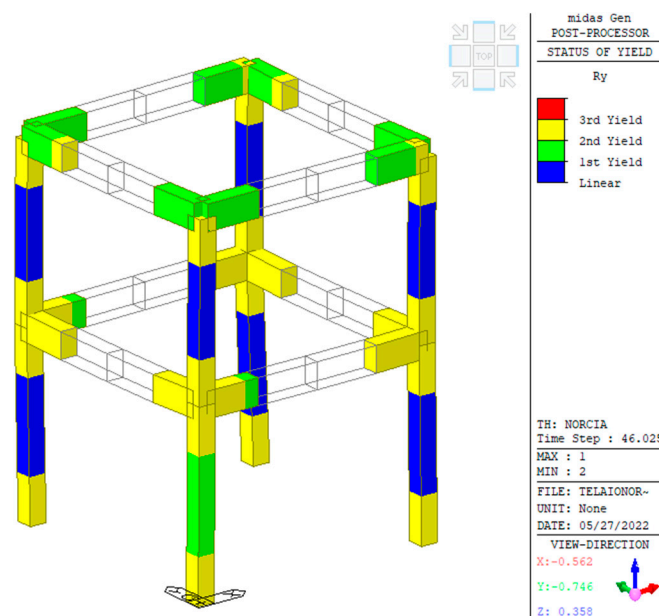 midas Gen
POST-PROCESSOR
STATUS OF YIELD
Ry
3rd Yield
2nd Yield
1st Yield
Linear
TOP
TH: NORCIA
Time Step : 46.025
MAX : 1
MIN : 2
FILE: TELAIONOR~
UNIT: None
DATE: 05/27/2022
VIEW-DIRECTION
X:-0.562
Y:-0.746
Z: 0.358